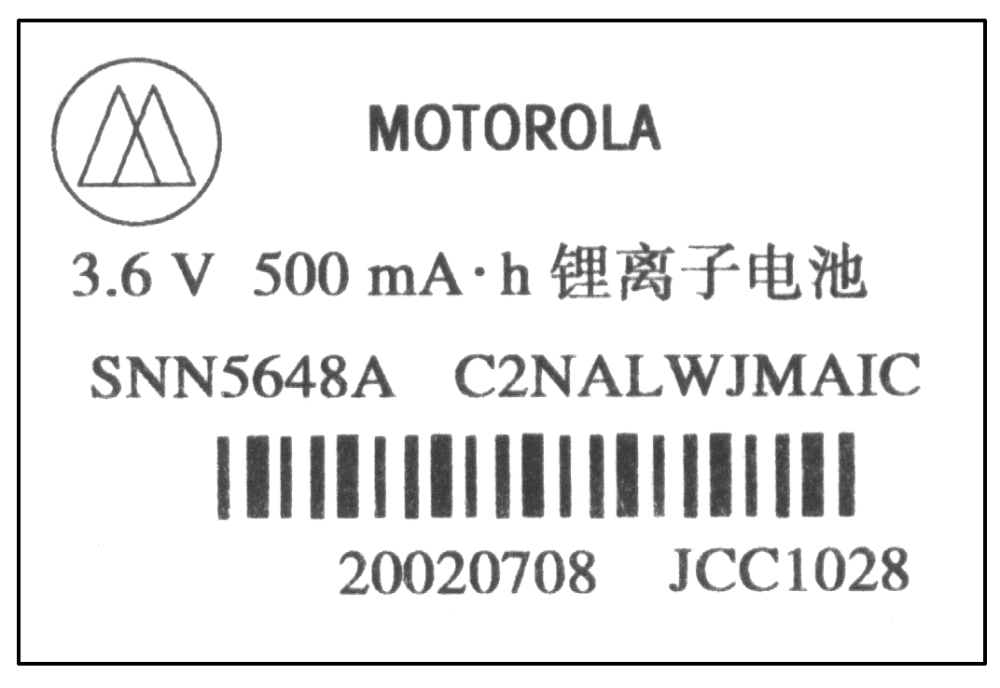 MOTOROLA
3.6 V 500 mA·h 锂离子电池
SNN5648A C2NALWJMAIC
20020708 JCC1028